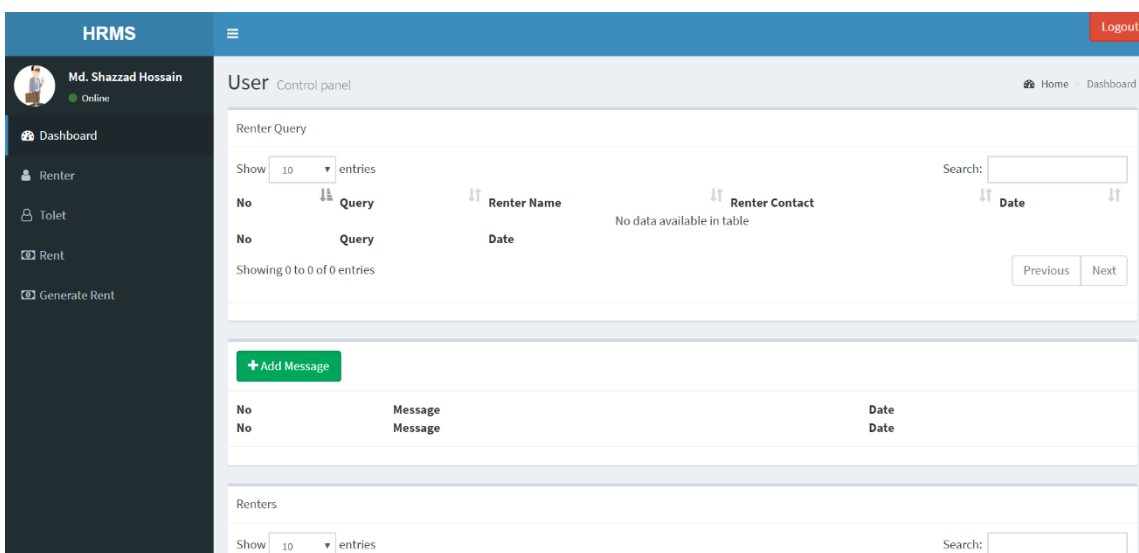 HRMS
Logout
Md. Shazzad Hossain
Online
Dashboard
Renter
Tolet
Rent
Generate Rent
User Control panel
Home > Dashboard
Renter Query
Show 10 entries Search:
No Query Renter Name Renter Contact Date
No data available in table
No Query Date
Showing 0 to 0 of 0 entries Previous Next
Add Message
No Message Date
No Message Date
Renters
Show 10 entries Search: